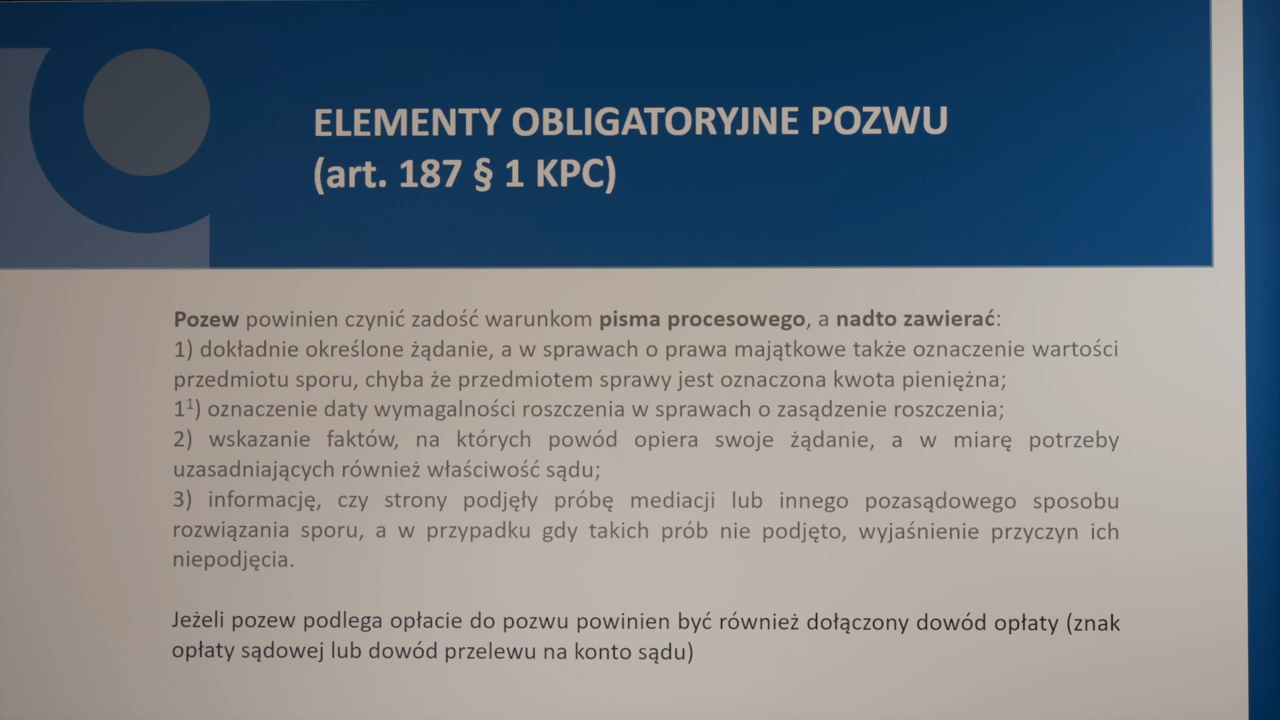 ELEMENTY OBLIGATORYJNE POZWU
(art. 187 § 1 KPC)
Pozew powinien czynić zadość warunkom pisma procesowego, a nadto zawierać:
1) dokładnie określone żądanie, a w sprawach o prawa majątkowe także oznaczenie wartości
przedmiotu sporu, chyba że przedmiotem sprawy jest oznaczona kwota pieniężna;
1¹) oznaczenie daty wymagalności roszczenia w sprawach o zasądzenie roszczenia;
2) wskazanie faktów, na których powód opiera swoje żądanie, a w miarę potrzeby
uzasadniających również właściwość sądu;
3) informację, czy strony podjęły próbę mediacji lub innego pozasądowego sposobu
rozwiązania sporu, a w przypadku gdy takich prób nie podjęto, wyjaśnienie przyczyn ich
niepodjęcia.
Jeżeli pozew podlega opłacie do pozwu powinien być również dołączony dowód opłaty (znak
opłaty sądowej lub dowód przelewu na konto sądu)